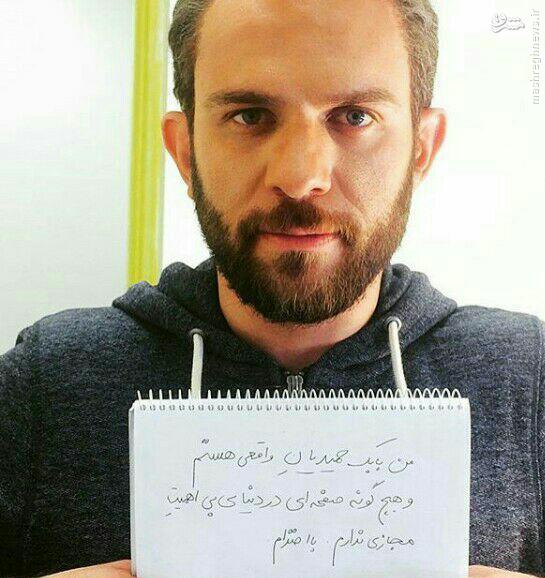 مشرق
mashreghnews.ir
من بابک حمیدیانِ واقعی هستم
و هیچ گونه صفحه‌ای در دنیای بی اهمیتِ
مجازی ندارم. با احترام.